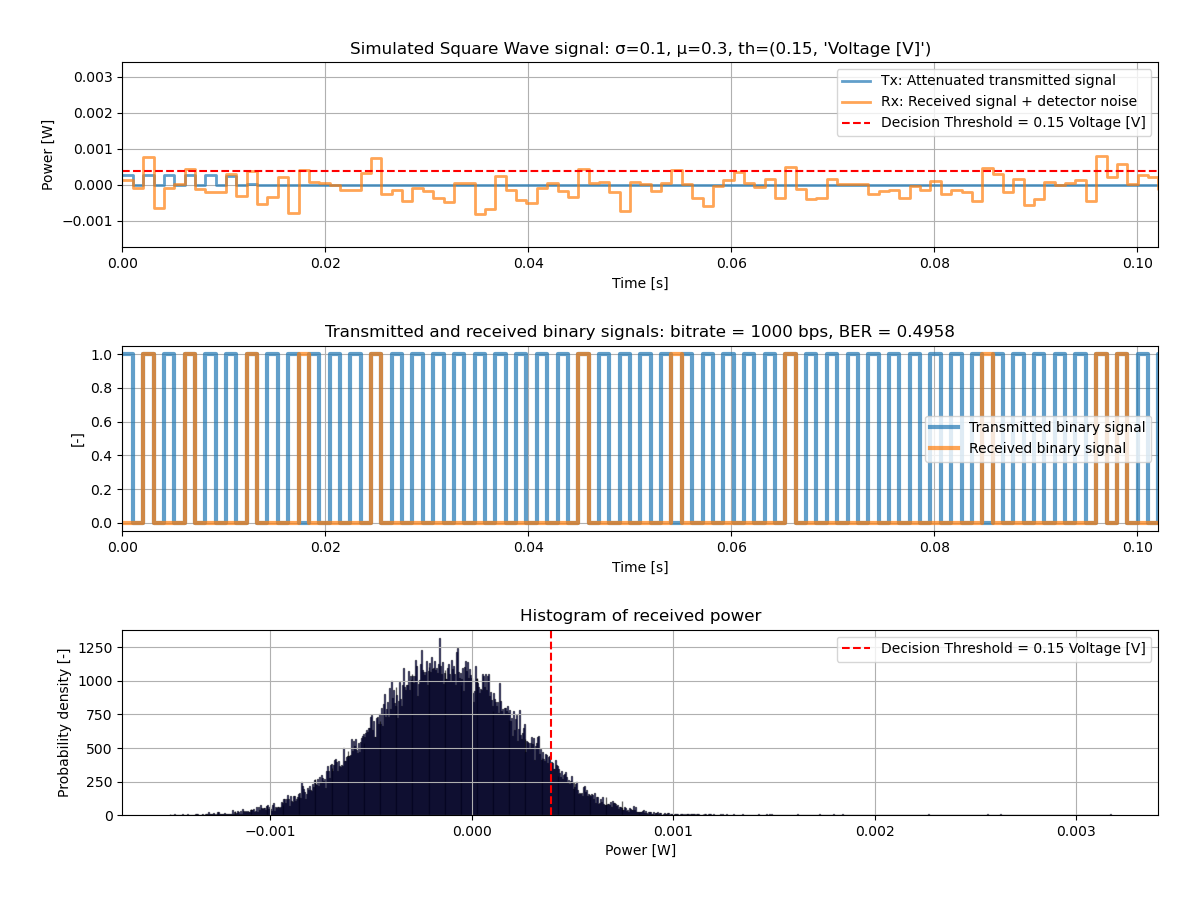 Simulated Square Wave signal: σ=0.1, μ=0.3, th=(0.15, 'Voltage [V]')
Power [W]
0.003
0.002
0.001
0.000
−0.001
Tx: Attenuated transmitted signal
Rx: Received signal + detector noise
Decision Threshold = 0.15 Voltage [V]
0.00 0.02 0.04 0.06 0.08 0.10
Time [s]
Transmitted and received binary signals: bitrate = 1000 bps, BER = 0.4958
[-]
1.0
0.8
0.6
0.4
0.2
0.0
Transmitted binary signal
Received binary signal
0.00 0.02 0.04 0.06 0.08 0.10
Time [s]
Histogram of received power
Probability density [-]
1250
1000
750
500
250
0
Decision Threshold = 0.15 Voltage [V]
−0.001 0.000 0.001 0.002 0.003
Power [W]